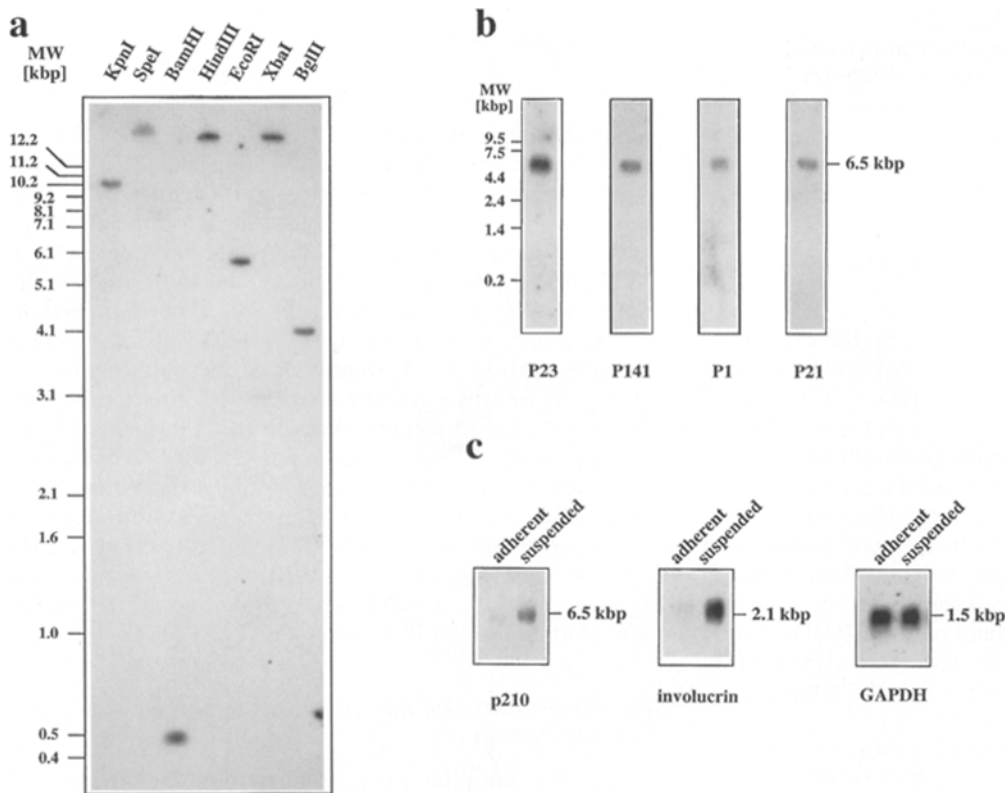 a
MW
[kbp]
KpnI
SpeI
BamHI
HindIII
EcoRI
XbaI
BglII
12.2
11.2
10.2
9.2
8.1
7.1
6.1
5.1
4.1
3.1
2.1
1.6
1.0
0.5
0.4
b
MW
[kbp]
9.5
7.5
4.4
2.4
1.4
0.2
6.5 kbp
P23
P141
P1
P21
c
adherent
suspended
6.5 kbp
p210
adherent
suspended
2.1 kbp
involucrin
adherent
suspended
1.5 kbp
GAPDH